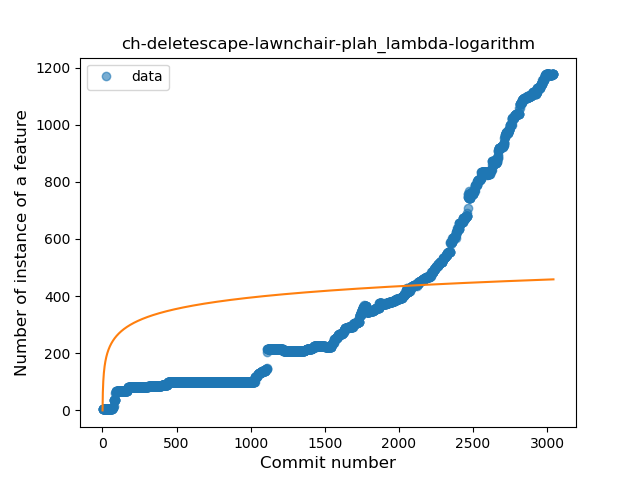 ch-deletescape-lawnchair-plah_lambda-logarithm
data
Number of instance of a feature
1200
1000
800
600
400
200
0
0 500 1000 1500 2000 2500 3000
Commit number